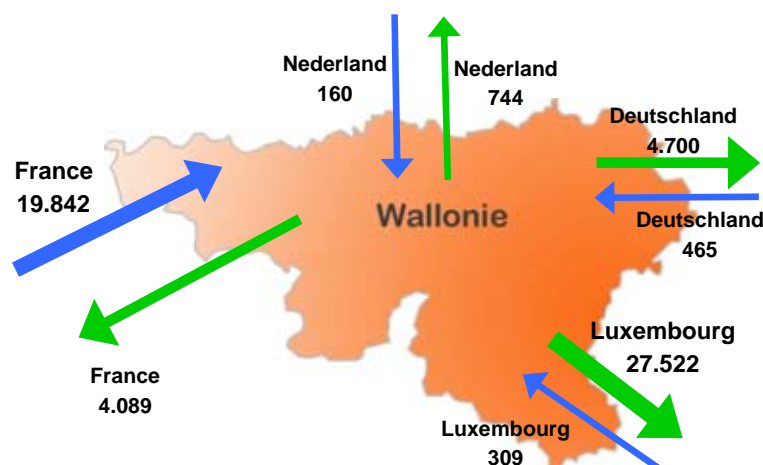 Nederland
160
Nederland
744
Deutschland
4.700
France
19.842
Wallonie
Deutschland
465
Luxembourg
27.522
France
4.089
Luxembourg
309